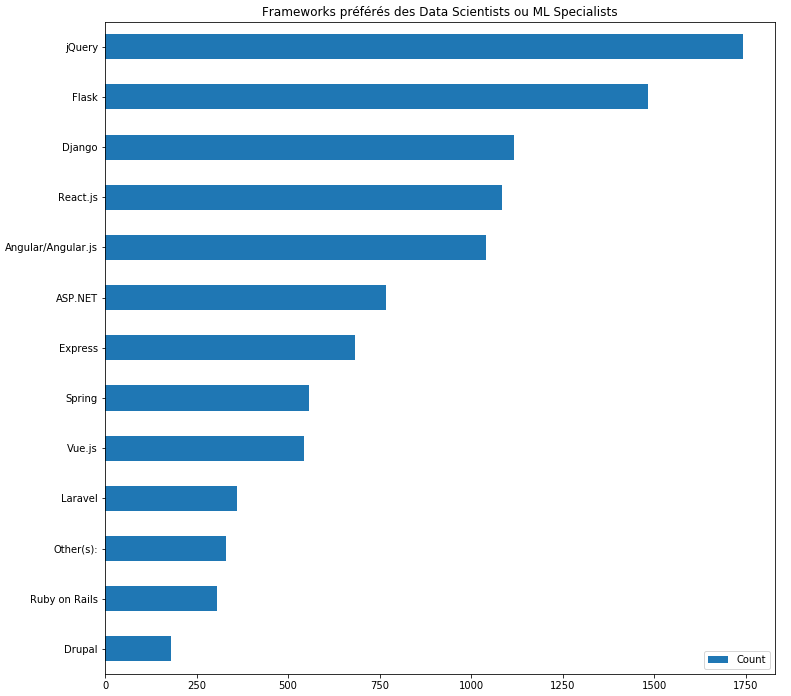 Frameworks préférés des Data Scientists ou ML Specialists
jQuery
Flask
Django
React.js
Angular/Angular.js
ASP.NET
Express
Spring
Vue.js
Laravel
Other(s):
Ruby on Rails
Drupal
Count
0 250 500 750 1000 1250 1500 1750